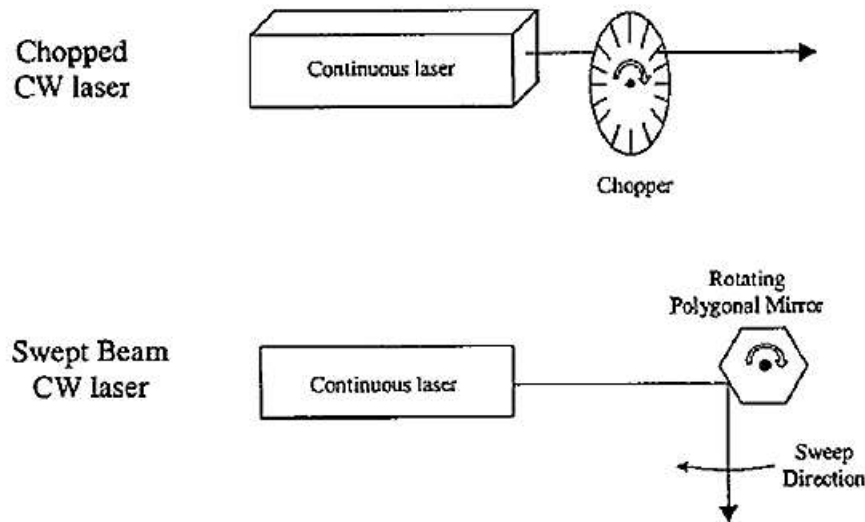 Chopped
CW laser
Continuous laser
Chopper
Rotating
Polygonal Mirror
Swept Beam
CW laser
Continuous laser
Sweep
Direction